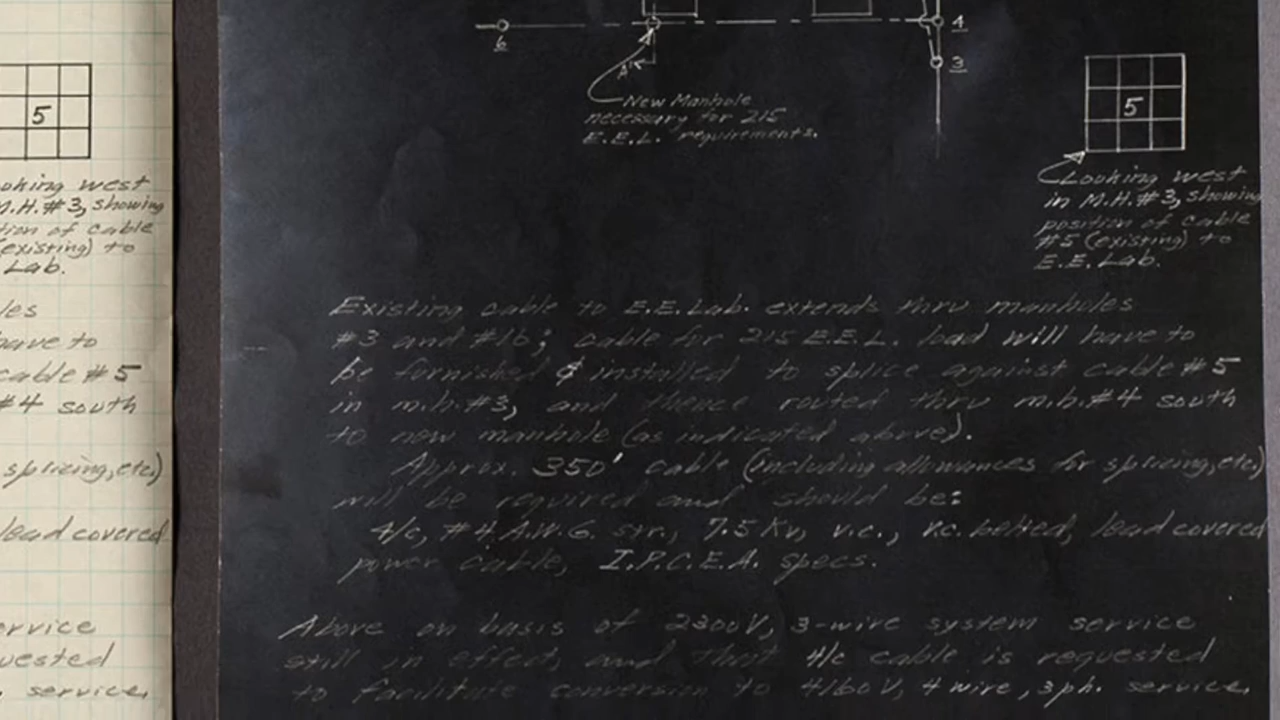 5
oking west
M.H.#3, showing
tion of cable
(existing) to
Lab.
les
have to
cable #5
#4 south
splicing, etc)
lead covered
ervice
uested
service.
6
4
3
A
New Manhole
necessary for 215
E.E.L. requirements.
5
Looking west
in M.H.#3, showing
position of cable
#5 (existing) to
E.E. Lab.
Existing cable to E.E. Lab. extends thru manholes
#3 and #16; cable for 215 E.E.L. load will have to
be furnished & installed to splice against cable #5
in m.h.#3, and thence routed thru m.h.#4 south
to new manhole (as indicated above).
Approx. 350' cable (including allowances for splicing, etc)
will be required and should be:
4/c, #4 A.W.G. str., 7.5 Kv, v.c., v.c. belted, lead covered
power cable, I.P.C.E.A. specs.
Above on basis of 2300V, 3-wire system service
still in effect, and that 4/c cable is requested
to facilitate conversion to 4160V, 4 wire, 3 ph. service.